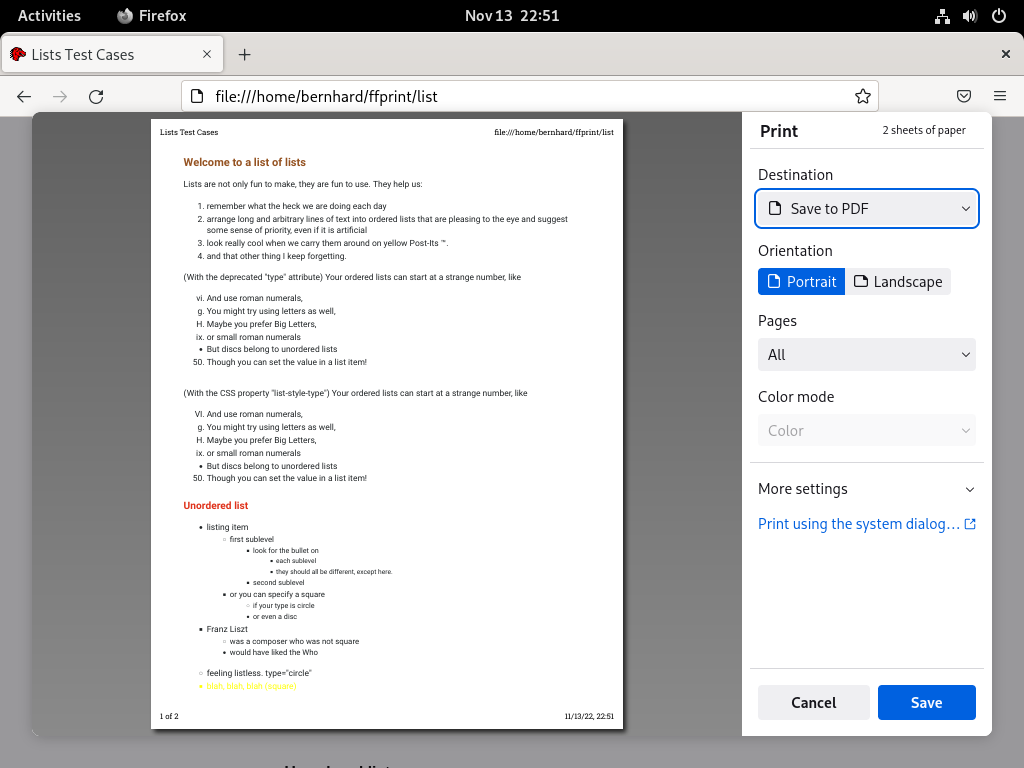 Activities
Firefox
Nov 13 22:51
Lists Test Cases
file:///home/bernhard/ffprint/list
Lists Test Cases
file:///home/bernhard/ffprint/list
Welcome to a list of lists
Lists are not only fun to make, they are fun to use. They help us:
1. remember what the heck we are doing each day
2. arrange long and arbitrary lines of text into ordered lists that are pleasing to the eye and suggest
some sense of priority, even if it is artificial
3. look really cool when we carry them around on yellow Post-Its ™.
4. and that other thing I keep forgetting.
(With the deprecated "type" attribute) Your ordered lists can start at a strange number, like
vi. And use roman numerals,
g. You might try using letters as well,
H. Maybe you prefer Big Letters,
ix. or small roman numerals
• But discs belong to unordered lists
50. Though you can set the value in a list item!
(With the CSS property "list-style-type") Your ordered lists can start at a strange number, like
VI. And use roman numerals,
g. You might try using letters as well,
H. Maybe you prefer Big Letters,
ix. or small roman numerals
• But discs belong to unordered lists
50. Though you can set the value in a list item!
Unordered list
• listing item
○ first sublevel
▪ look for the bullet on
▪ each sublevel
▪ they should all be different, except here.
▪ second sublevel
▪ or you can specify a square
○ if your type is circle
• or even a disc
▪ Franz Liszt
○ was a composer who was not square
• would have liked the Who
○ feeling listless. type="circle"
▪ blah, blah, blah (square)
1 of 2
11/13/22, 22:51
Print
2 sheets of paper
Destination
Save to PDF
Orientation
Portrait
Landscape
Pages
All
Color mode
Color
More settings
Print using the system dialog…
Cancel
Save